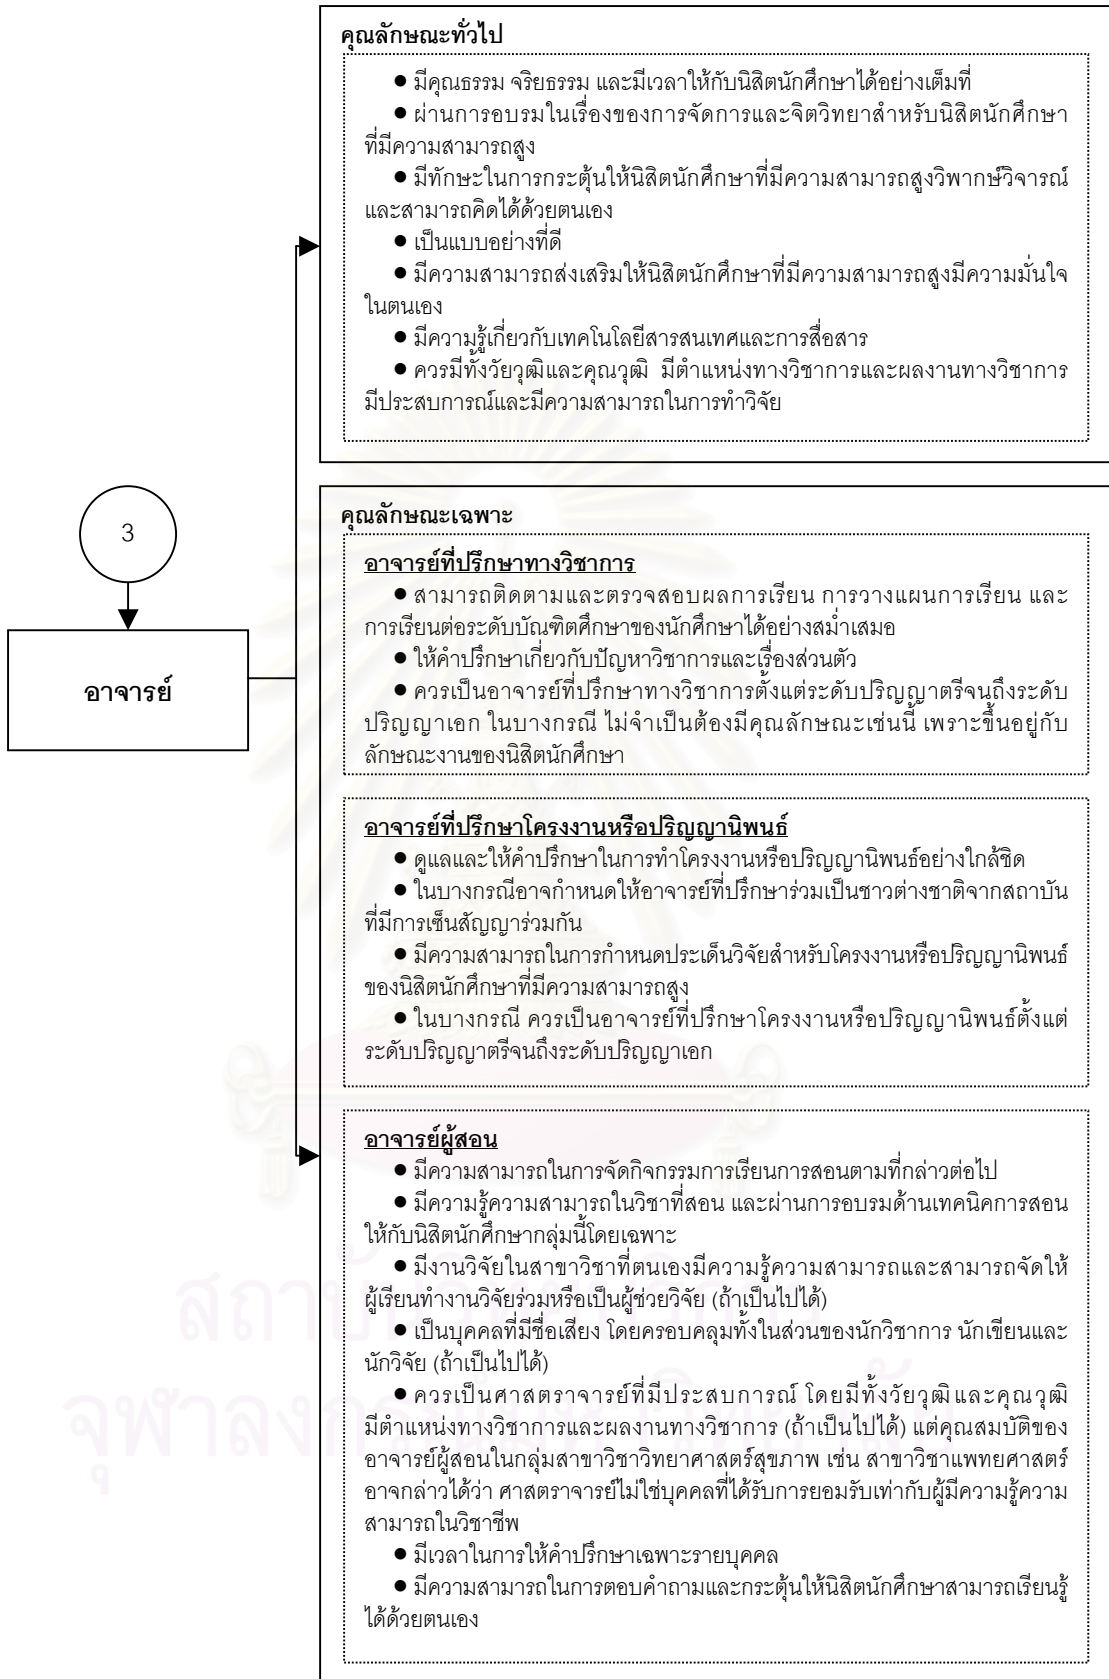 คุณลักษณะทั่วไป
● มีคุณธรรม จริยธรรม และมีเวลาให้กับนิสิตนักศึกษาได้อย่างเต็มที่
● ผ่านการอบรมในเรื่องของการจัดการและจิตวิทยาสำหรับนิสิตนักศึกษา
ที่มีความสามารถสูง
● มีทักษะในการกระตุ้นให้นิสิตนักศึกษาที่มีความสามารถสูงวิพากษ์วิจารณ์
และสามารถคิดได้ด้วยตนเอง
● เป็นแบบอย่างที่ดี
● มีความสามารถส่งเสริมให้นิสิตนักศึกษาที่มีความสามารถสูงมีความมั่นใจ
ในตนเอง
● มีความรู้เกี่ยวกับเทคโนโลยีสารสนเทศและการสื่อสาร
● ควรมีทั้งวัยวุฒิและคุณวุฒิ มีตำแหน่งทางวิชาการและผลงานทางวิชาการ
มีประสบการณ์และมีความสามารถในการทำวิจัย
3
อาจารย์
คุณลักษณะเฉพาะ
อาจารย์ที่ปรึกษาทางวิชาการ
● สามารถติดตามและตรวจสอบผลการเรียน การวางแผนการเรียน และ
การเรียนต่อระดับบัณฑิตศึกษาของนักศึกษาได้อย่างสม่ำเสมอ
● ให้คำปรึกษาเกี่ยวกับปัญหาวิชาการและเรื่องส่วนตัว
● ควรเป็นอาจารย์ที่ปรึกษาทางวิชาการตั้งแต่ระดับปริญญาตรีจนถึงระดับ
ปริญญาเอก ในบางกรณี ไม่จำเป็นต้องมีคุณลักษณะเช่นนี้ เพราะขึ้นอยู่กับ
ลักษณะงานของนิสิตนักศึกษา
อาจารย์ที่ปรึกษาโครงงานหรือปริญญานิพนธ์
● ดูแลและให้คำปรึกษาในการทำโครงงานหรือปริญญานิพนธ์อย่างใกล้ชิด
● ในบางกรณีอาจกำหนดให้อาจารย์ที่ปรึกษาร่วมเป็นชาวต่างชาติจากสถาบัน
ที่มีการเซ็นสัญญาร่วมกัน
● มีความสามารถในการกำหนดประเด็นวิจัยสำหรับโครงงานหรือปริญญานิพนธ์
ของนิสิตนักศึกษาที่มีความสามารถสูง
● ในบางกรณี ควรเป็นอาจารย์ที่ปรึกษาโครงงานหรือปริญญานิพนธ์ตั้งแต่
ระดับปริญญาตรีจนถึงระดับปริญญาเอก
อาจารย์ผู้สอน
● มีความสามารถในการจัดกิจกรรมการเรียนการสอนตามที่กล่าวต่อไป
● มีความรู้ความสามารถในวิชาที่สอน และผ่านการอบรมด้านเทคนิคการสอน
ให้กับนิสิตนักศึกษากลุ่มนี้โดยเฉพาะ
● มีงานวิจัยในสาขาวิชาที่ตนเองมีความรู้ความสามารถและสามารถจัดให้
ผู้เรียนทำงานวิจัยร่วมหรือเป็นผู้ช่วยวิจัย (ถ้าเป็นไปได้)
● เป็นบุคคลที่มีชื่อเสียง โดยครอบคลุมทั้งในส่วนของนักวิชาการ นักเขียนและ
นักวิจัย (ถ้าเป็นไปได้)
● ควรเป็นศาสตราจารย์ที่มีประสบการณ์ โดยมีทั้งวัยวุฒิและคุณวุฒิ
มีตำแหน่งทางวิชาการและผลงานทางวิชาการ (ถ้าเป็นไปได้) แต่คุณสมบัติของ
อาจารย์ผู้สอนในกลุ่มสาขาวิชาวิทยาศาสตร์สุขภาพ เช่น สาขาวิชาแพทยศาสตร์
อาจกล่าวได้ว่า ศาสตราจารย์ไม่ใช่บุคคลที่ได้รับการยอมรับเท่ากับผู้มีความรู้ความ
สามารถในวิชาชีพ
● มีเวลาในการให้คำปรึกษาเฉพาะรายบุคคล
● มีความสามารถในการตอบคำถามและกระตุ้นให้นิสิตนักศึกษาสามารถเรียนรู้
ได้ด้วยตนเอง
สถาบันวิทยบริการ
จุฬาลงกรณ์มหาวิทยาลัย